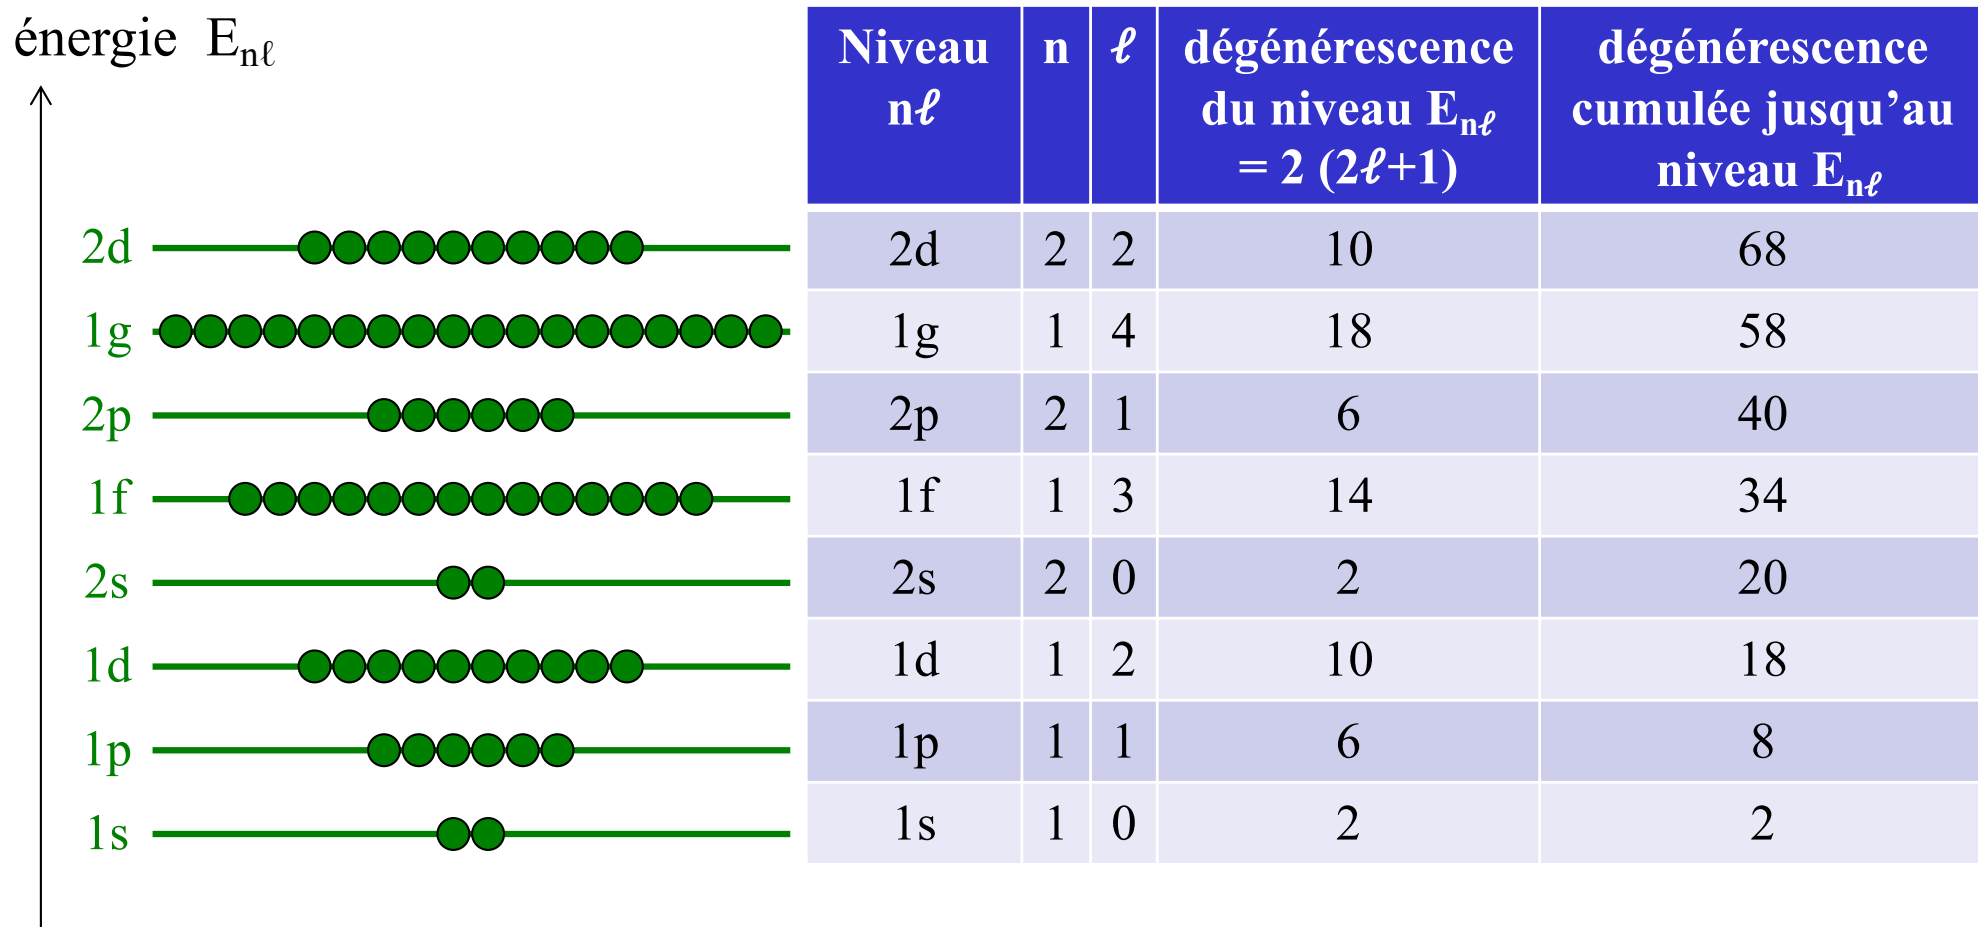 énergie Enℓ
2d
1g
2p
1f
2s
1d
1p
1s
Niveau nℓ | n | ℓ | dégénérescence du niveau Enℓ = 2 (2ℓ+1) | dégénérescence cumulée jusqu’au niveau Enℓ
2d | 2 | 2 | 10 | 68
1g | 1 | 4 | 18 | 58
2p | 2 | 1 | 6 | 40
1f | 1 | 3 | 14 | 34
2s | 2 | 0 | 2 | 20
1d | 1 | 2 | 10 | 18
1p | 1 | 1 | 6 | 8
1s | 1 | 0 | 2 | 2